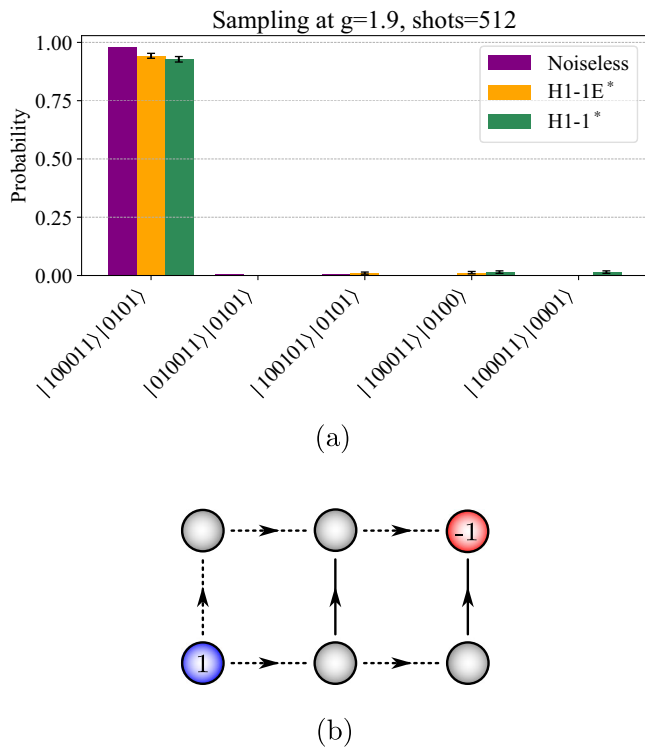 Sampling at g=1.9, shots=512
Probability
1.00
0.75
0.50
0.25
0.00
Noiseless
H1-1E*
H1-1*
|100011⟩|0101⟩
|010011⟩|0101⟩
|100101⟩|0101⟩
|100011⟩|0100⟩
|100011⟩|0001⟩
(a)
-1
1
(b)